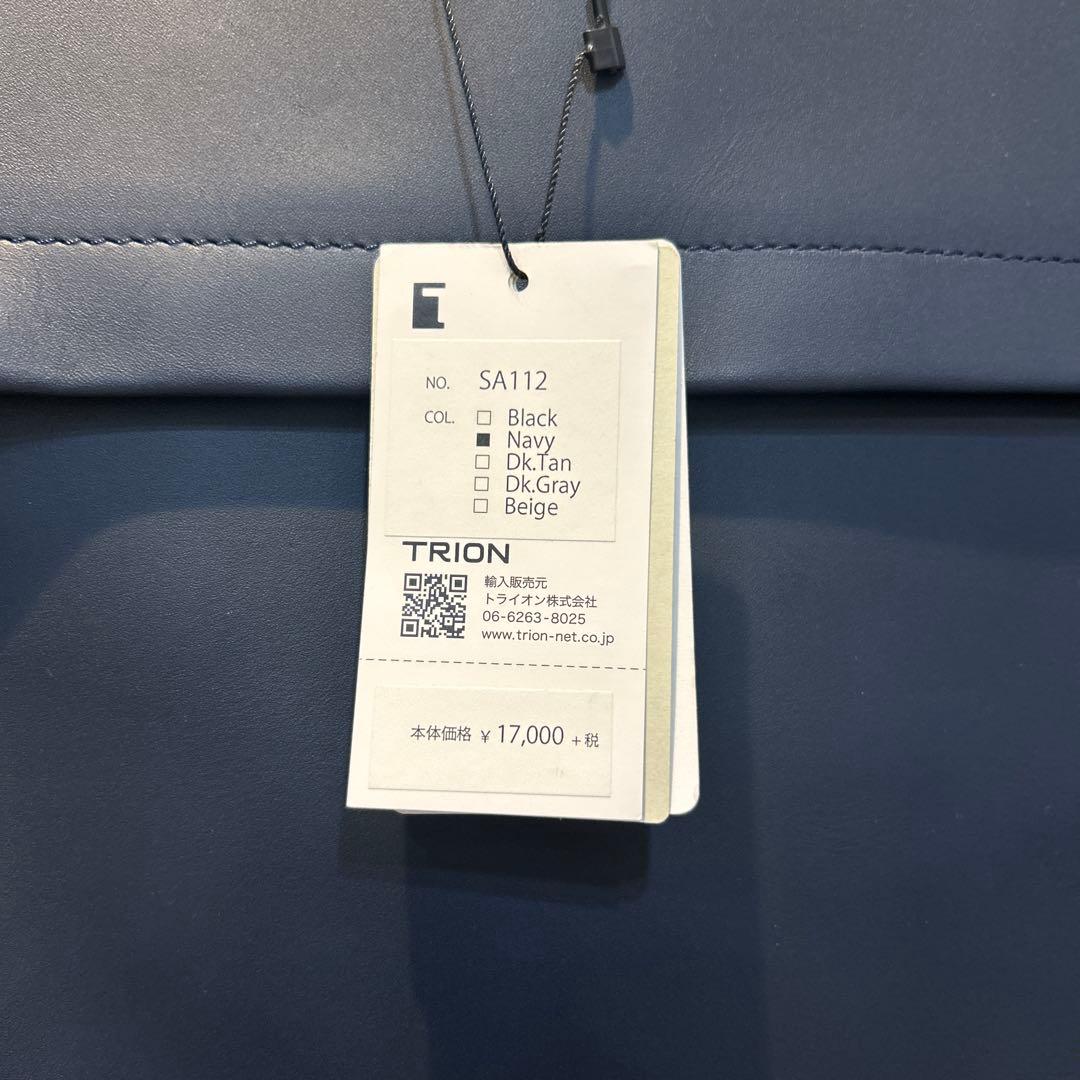 NO. SA112
COL. □ Black
■ Navy
□ Dk.Tan
□ Dk.Gray
□ Beige
TRION
輸入販売元
トライオン株式会社
06-6263-8025
www.trion-net.co.jp
本体価格 ¥ 17,000 +税